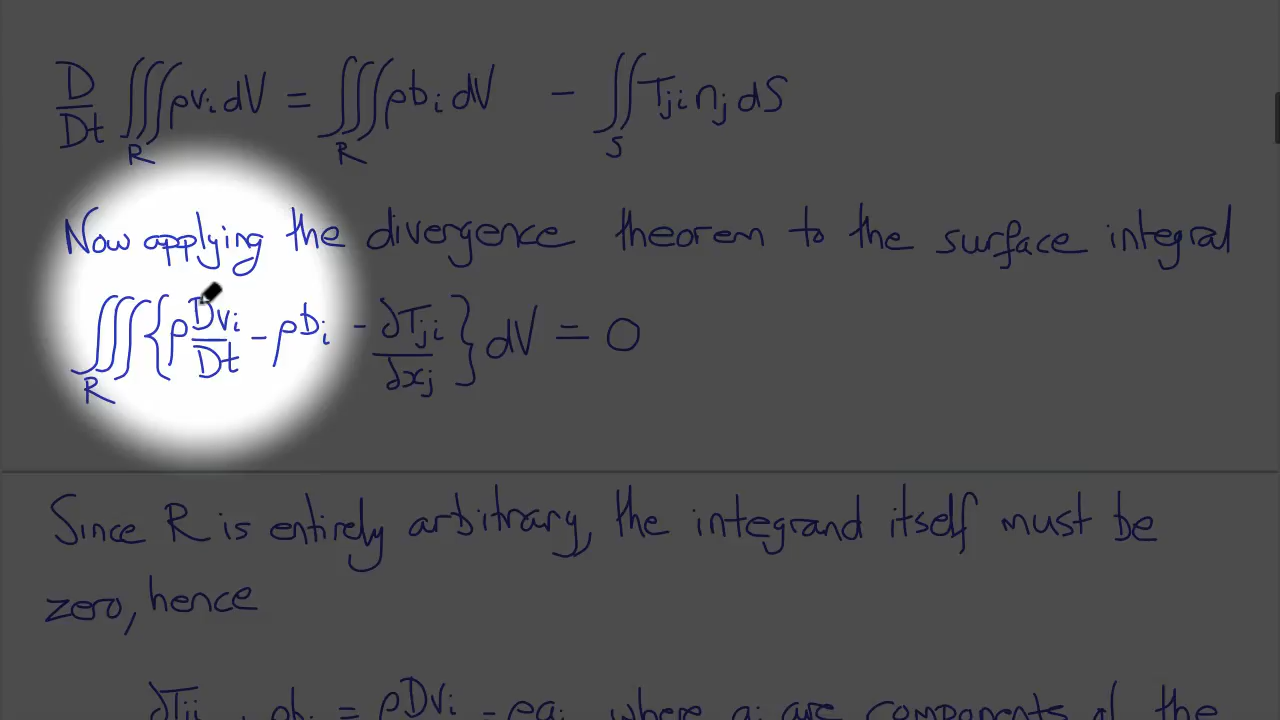 D/Dt ∭_R ρv_i dV = ∭_R ρb_i dV - ∬_S T_ji n_j dS
Now applying the divergence theorem to the surface integral
∭_R {ρ Dv_i/Dt - ρb_i - ∂T_ji/∂x_j} dV = 0
Since R is entirely arbitrary, the integrand itself must be
zero, hence